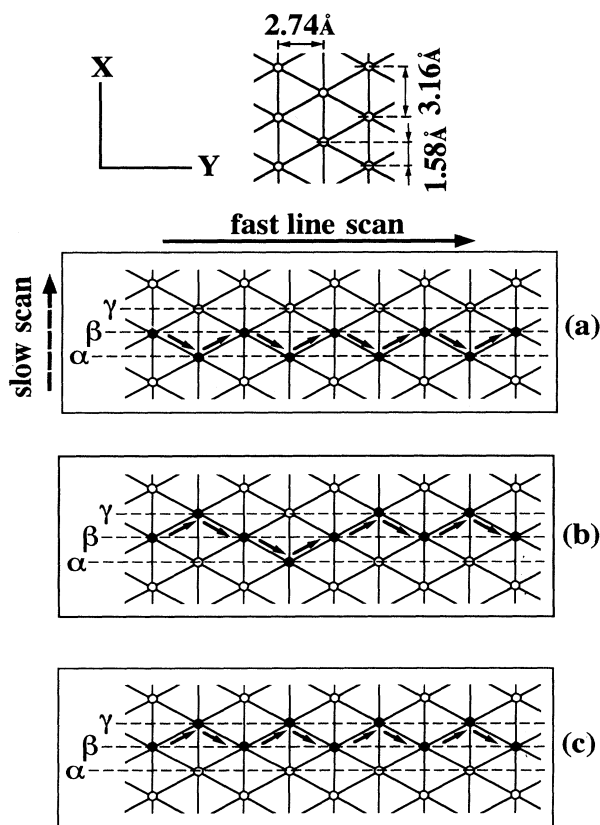 2.74Å
X
Y
3.16Å
1.58Å
fast line scan
slow scan
γ
β
α
(a)
γ
β
α
(b)
γ
β
α
(c)